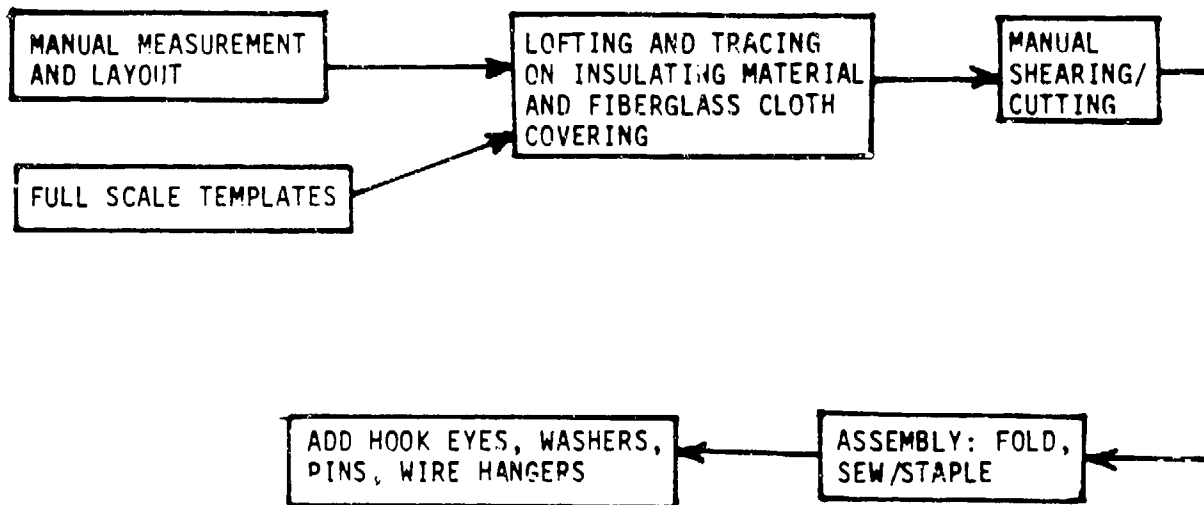 MANUAL MEASUREMENT
AND LAYOUT
FULL SCALE TEMPLATES
LOFTING AND TRACING
ON INSULATING MATERIAL
AND FIBERGLASS CLOTH
COVERING
MANUAL
SHEARING/
CUTTING
ASSEMBLY: FOLD,
SEW/STAPLE
ADD HOOK EYES, WASHERS,
PINS, WIRE HANGERS